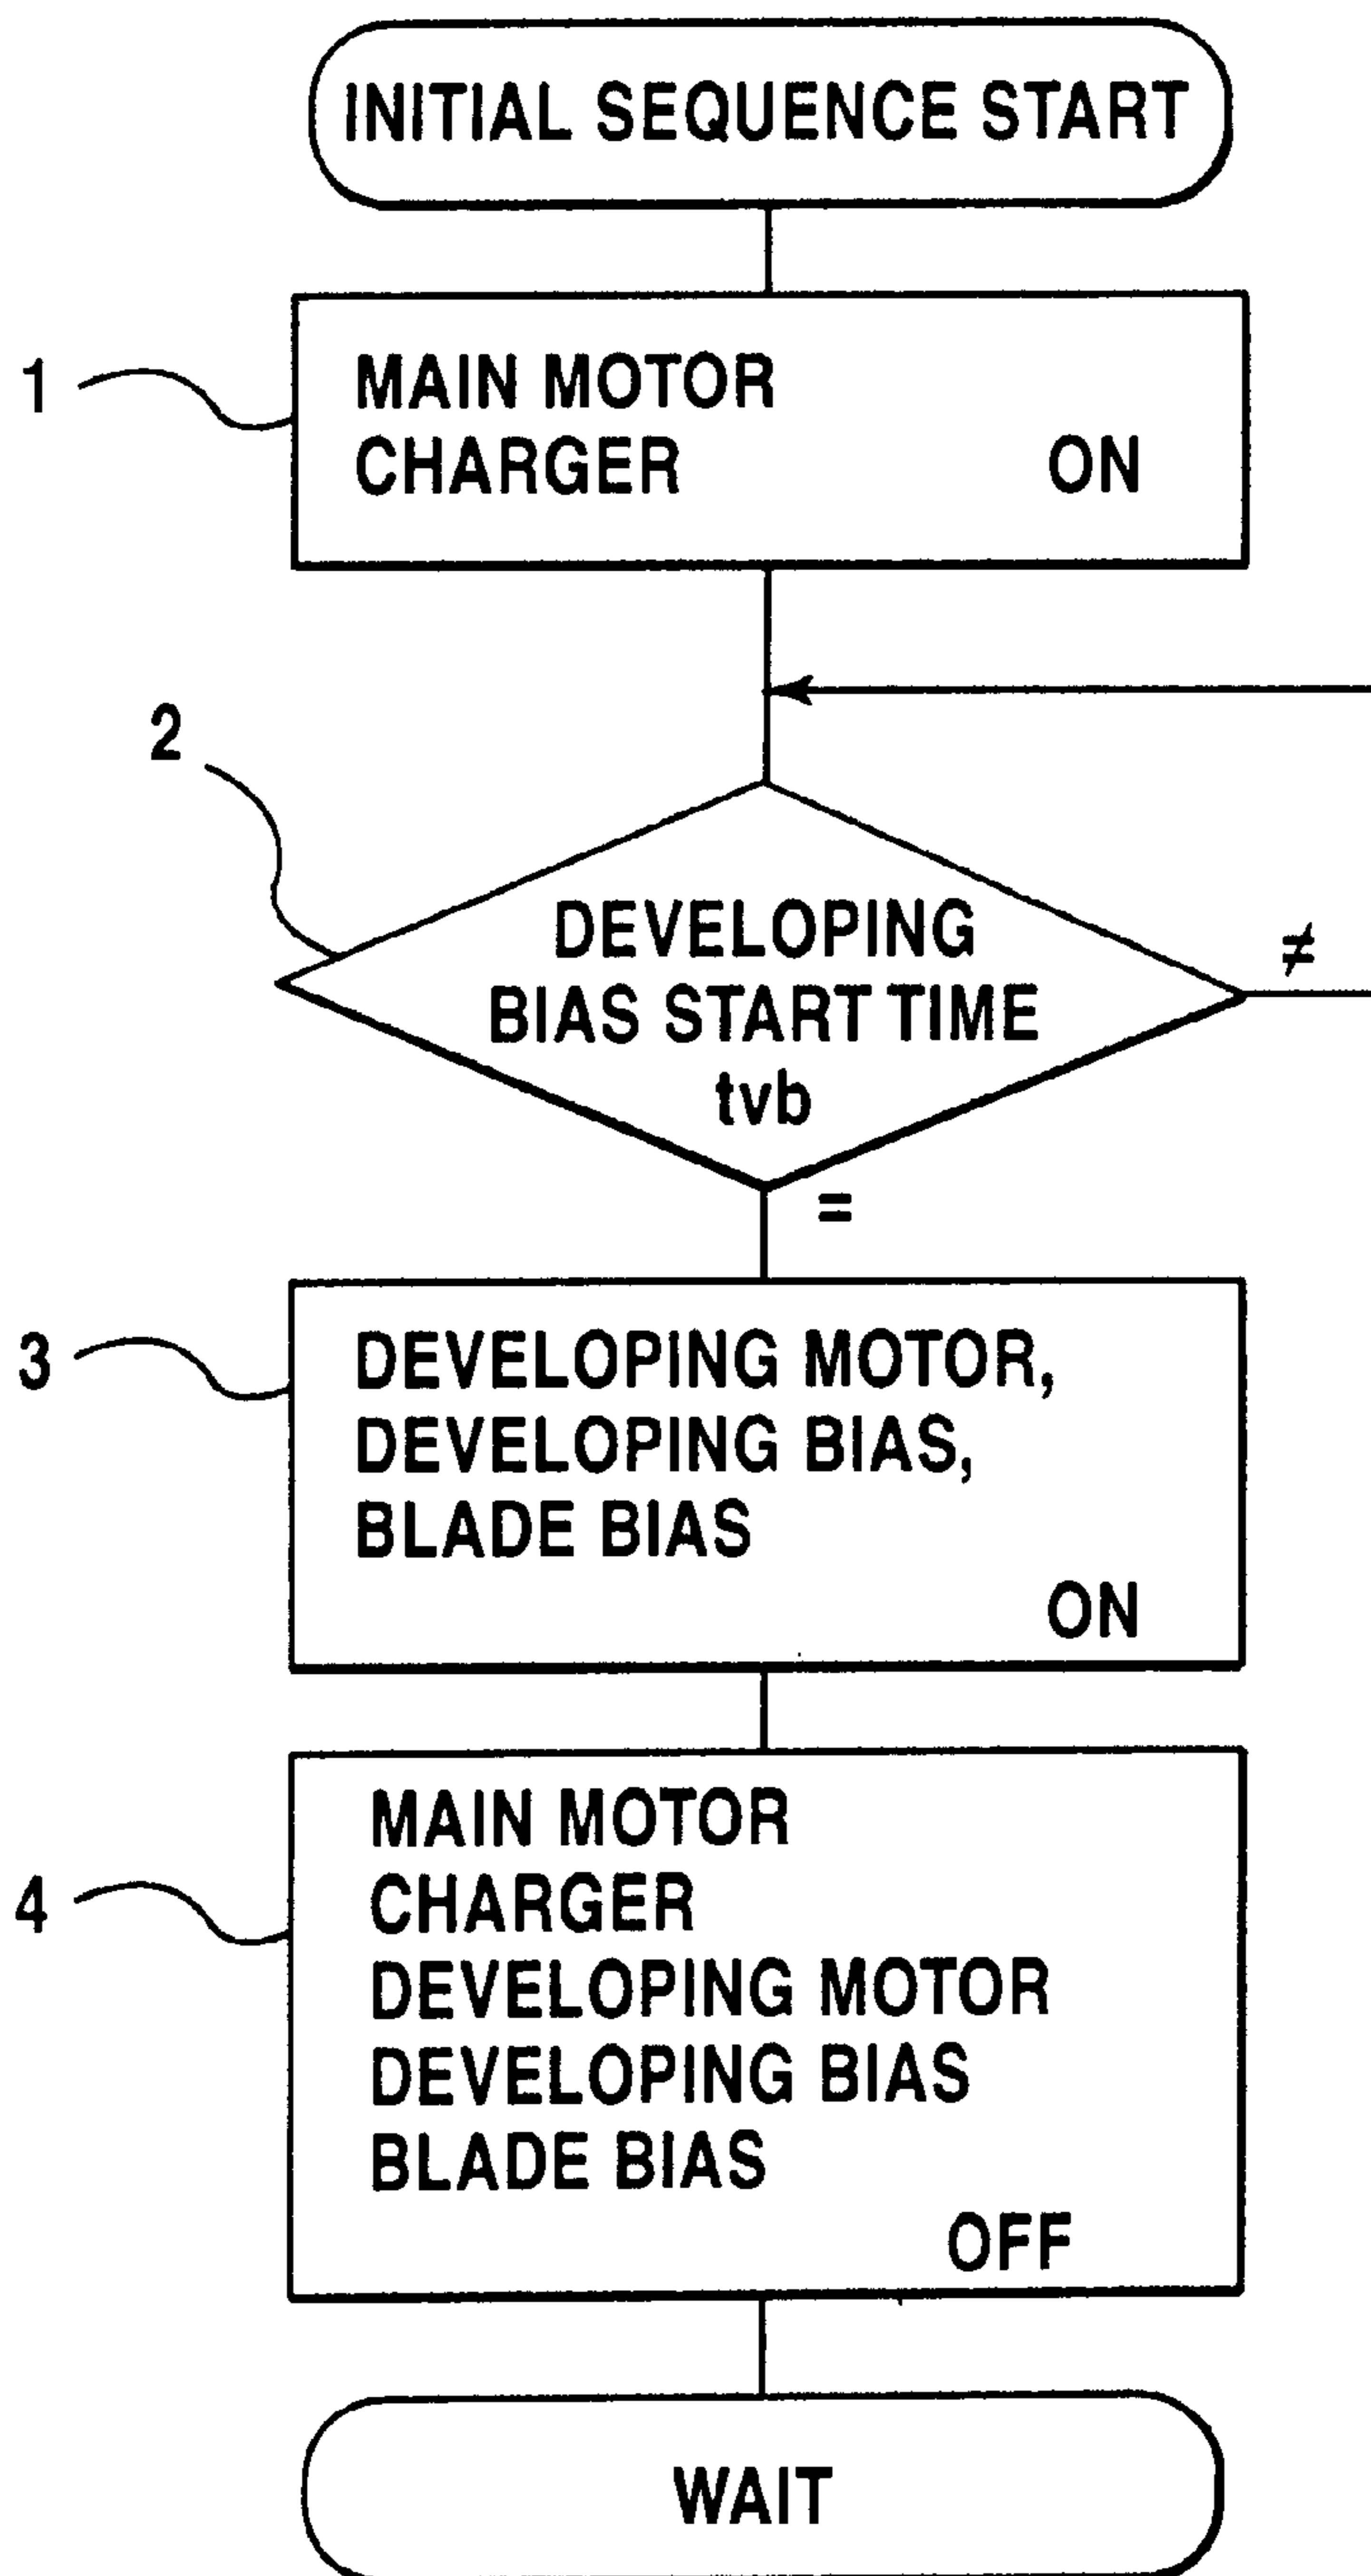 INITIAL SEQUENCE START
1
MAIN MOTOR
CHARGER ON
2
DEVELOPING
BIAS START TIME
tvb
≠
=
3
DEVELOPING MOTOR,
DEVELOPING BIAS,
BLADE BIAS
ON
4
MAIN MOTOR
CHARGER
DEVELOPING MOTOR
DEVELOPING BIAS
BLADE BIAS
OFF
WAIT